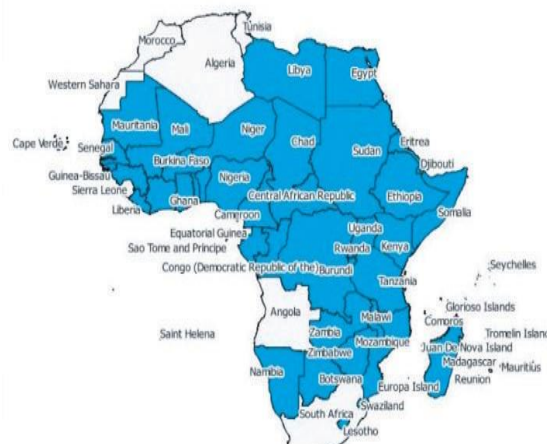 Tunisia
Morocco
Algeria
Libya
Egypt
Western Sahara
Mauritania
Mali
Niger
Chad
Sudan
Eritrea
Cape Verde
Senegal
Burkina Faso
Djibouti
Guinea-Bissau
Nigeria
Ethiopia
Sierra Leone
Ghana
Central African Republic
Liberia
Cameroon
Somalia
Equatorial Guinea
Uganda
Sao Tome and Principe
Rwanda
Kenya
Congo (Democratic Republic of the)
Burundi
Seychelles
Tanzania
Glorioso Islands
Angola
Malawi
Comoros
Saint Helena
Zambia
Mozambique
Tromelin Island
Juan De Nova Island
Zimbabwe
Madagascar
Mauritius
Namibia
Botswana
Europa Island
Reunion
South Africa
Swaziland
Lesotho